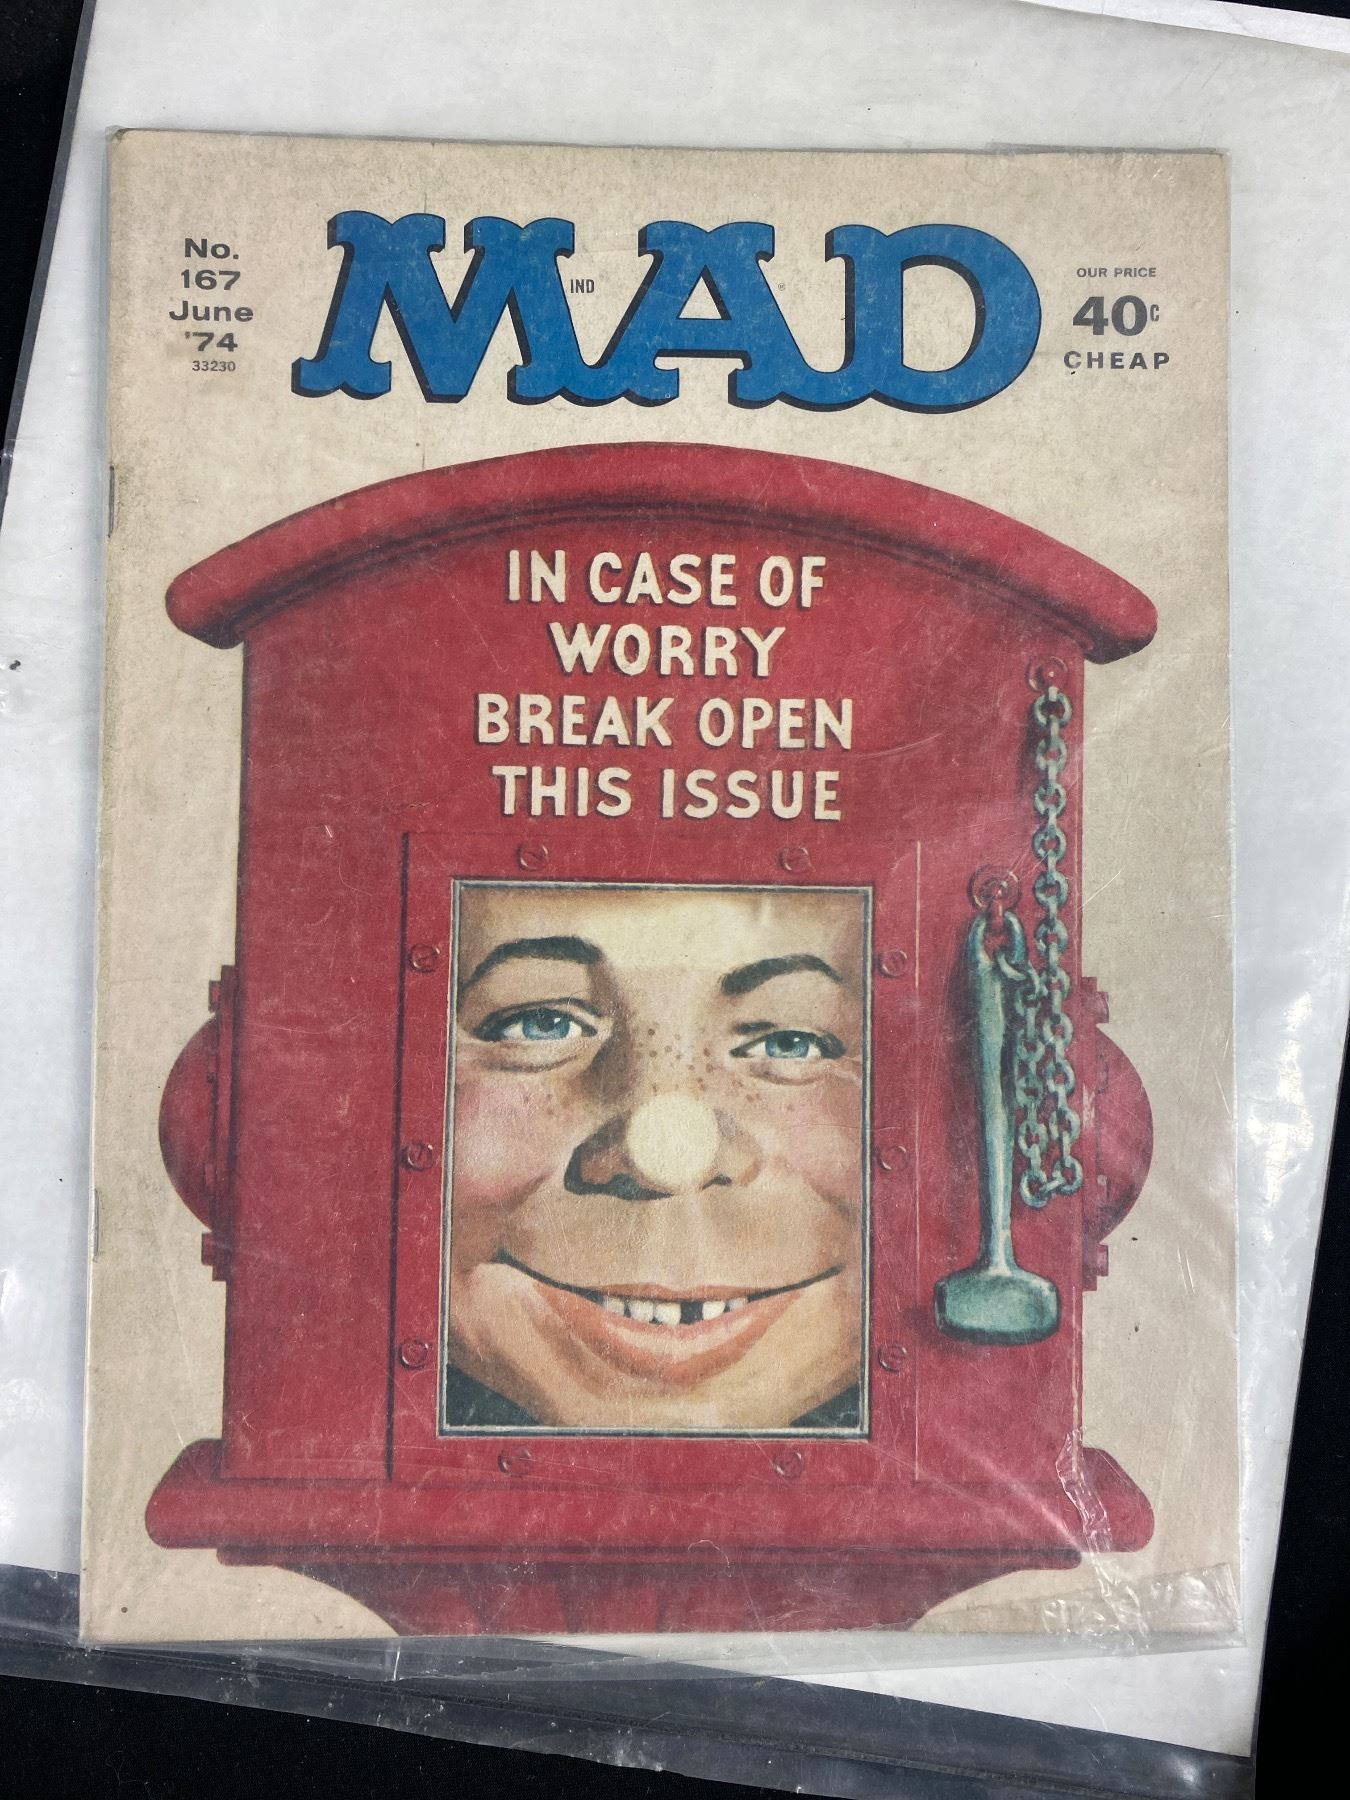 No.
167
June
'74
33230
MAD
IND
®
OUR PRICE
40¢
CHEAP
IN CASE OF
WORRY
BREAK OPEN
THIS ISSUE